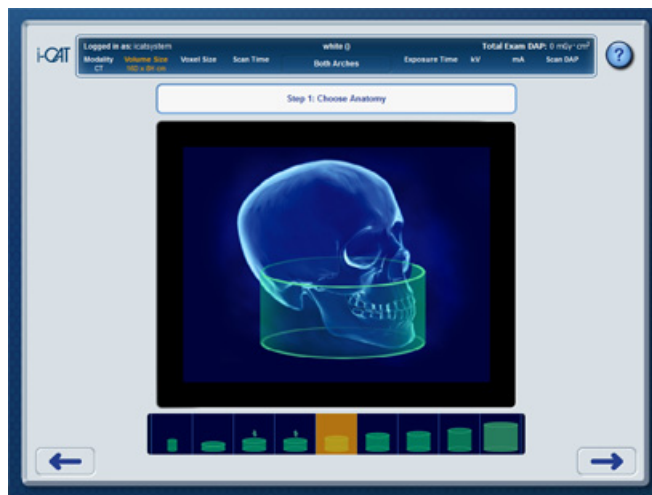 i-CAT
Logged in as: icatsystem white () Total Exam DAP: 0 mGy·cm²
Modality Volume Size Voxel Size Scan Time Both Arches Exposure Time kV mA Scan DAP
CT 16D x 8H cm
?
Step 1: Choose Anatomy